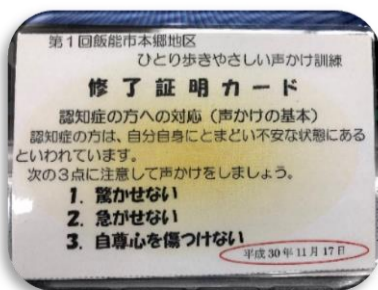 第1回飯能市本郷地区
ひとり歩きやさしい声かけ訓練
修了証明カード
認知症の方への対応（声かけの基本）
認知症の方は、自分自身にとまどい不安な状態にある
といわれています。
次の3点に注意して声かけをしましょう。
1. 驚かせない
2. 急がせない
3. 自尊心を傷つけない
平成30年11月17日